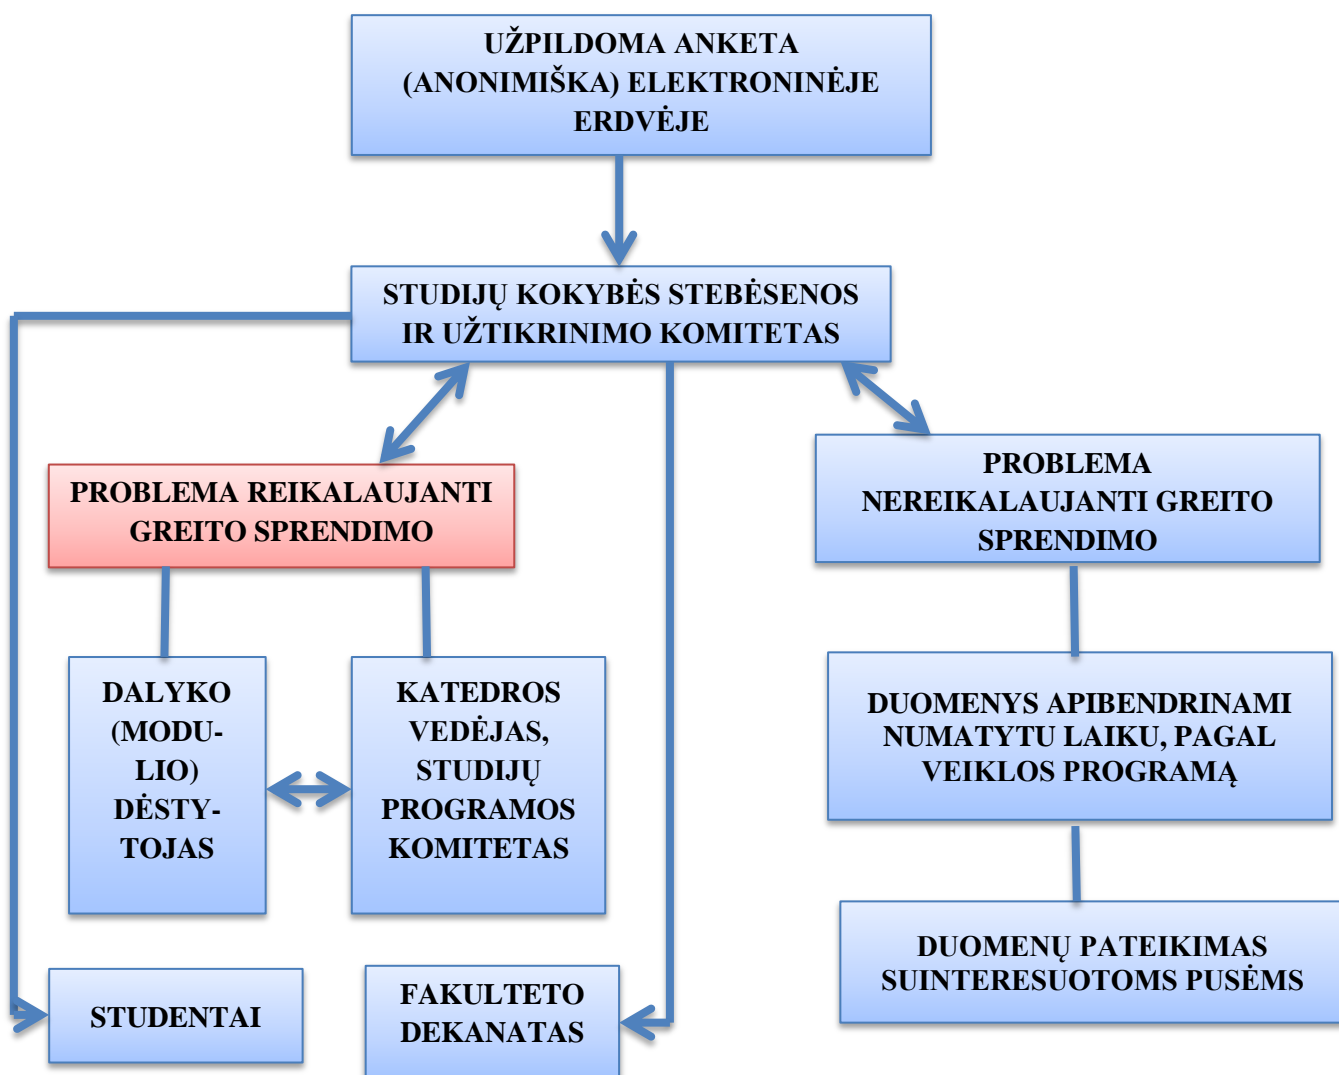 UŽPILDOMA ANKETA
(ANONIMIŠKA) ELEKTRONINĖJE
ERDVĖJE
STUDIJŲ KOKYBĖS STEBĖSENOS
IR UŽTIKRINIMO KOMITETAS
PROBLEMA REIKALAUJANTI
GREITO SPRENDIMO
PROBLEMA
NEREIKALAUJANTI GREITO
SPRENDIMO
DALYKO
(MODU-
LIO)
DĖSTY-
TOJAS
KATEDROS
VEDĖJAS,
STUDIJŲ
PROGRAMOS
KOMITETAS
DUOMENYS APIBENDRINAMI
NUMATYTU LAIKU, PAGAL
VEIKLOS PROGRAMĄ
STUDENTAI
FAKULTETO
DEKANATAS
DUOMENŲ PATEIKIMAS
SUINTERESUOTOMS PUSĖMS